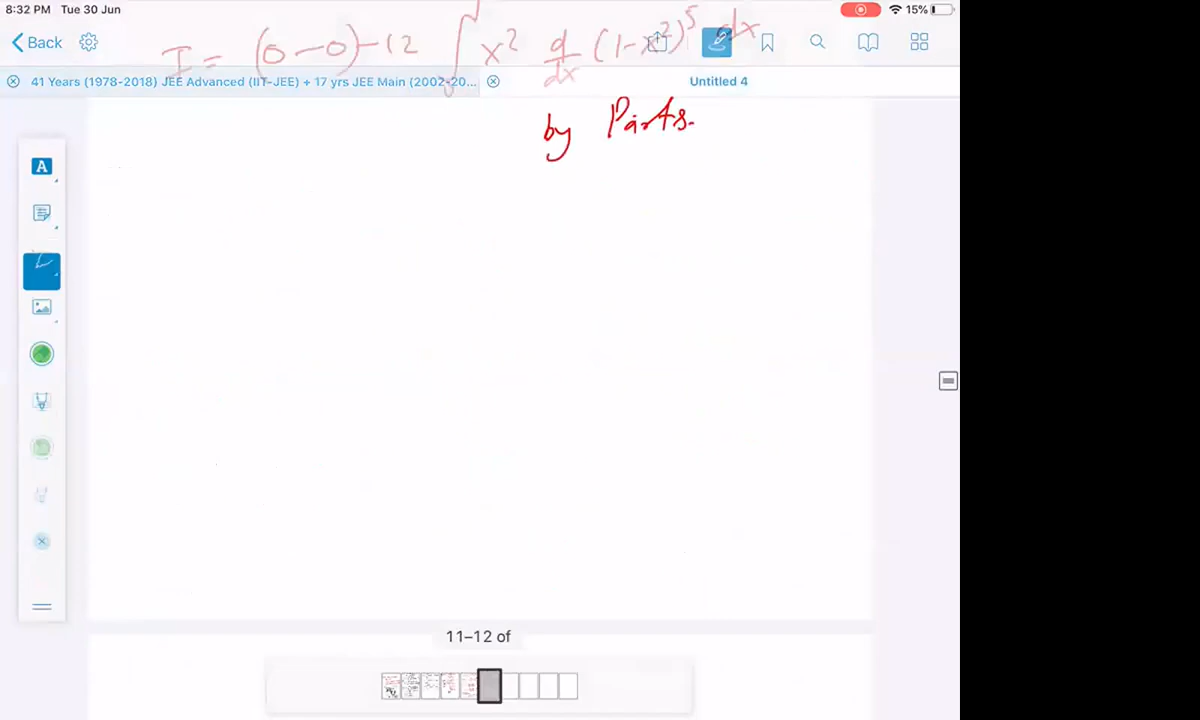 8:32 PM Tue 30 Jun 15%
Back
I = (0-0)-12 ∫ x² d/dx (1-x²)⁵ dx
41 Years (1978-2018) JEE Advanced (IIT-JEE) + 17 yrs JEE Main (2002-20... Untitled 4
by Parts.
A
11–12 of